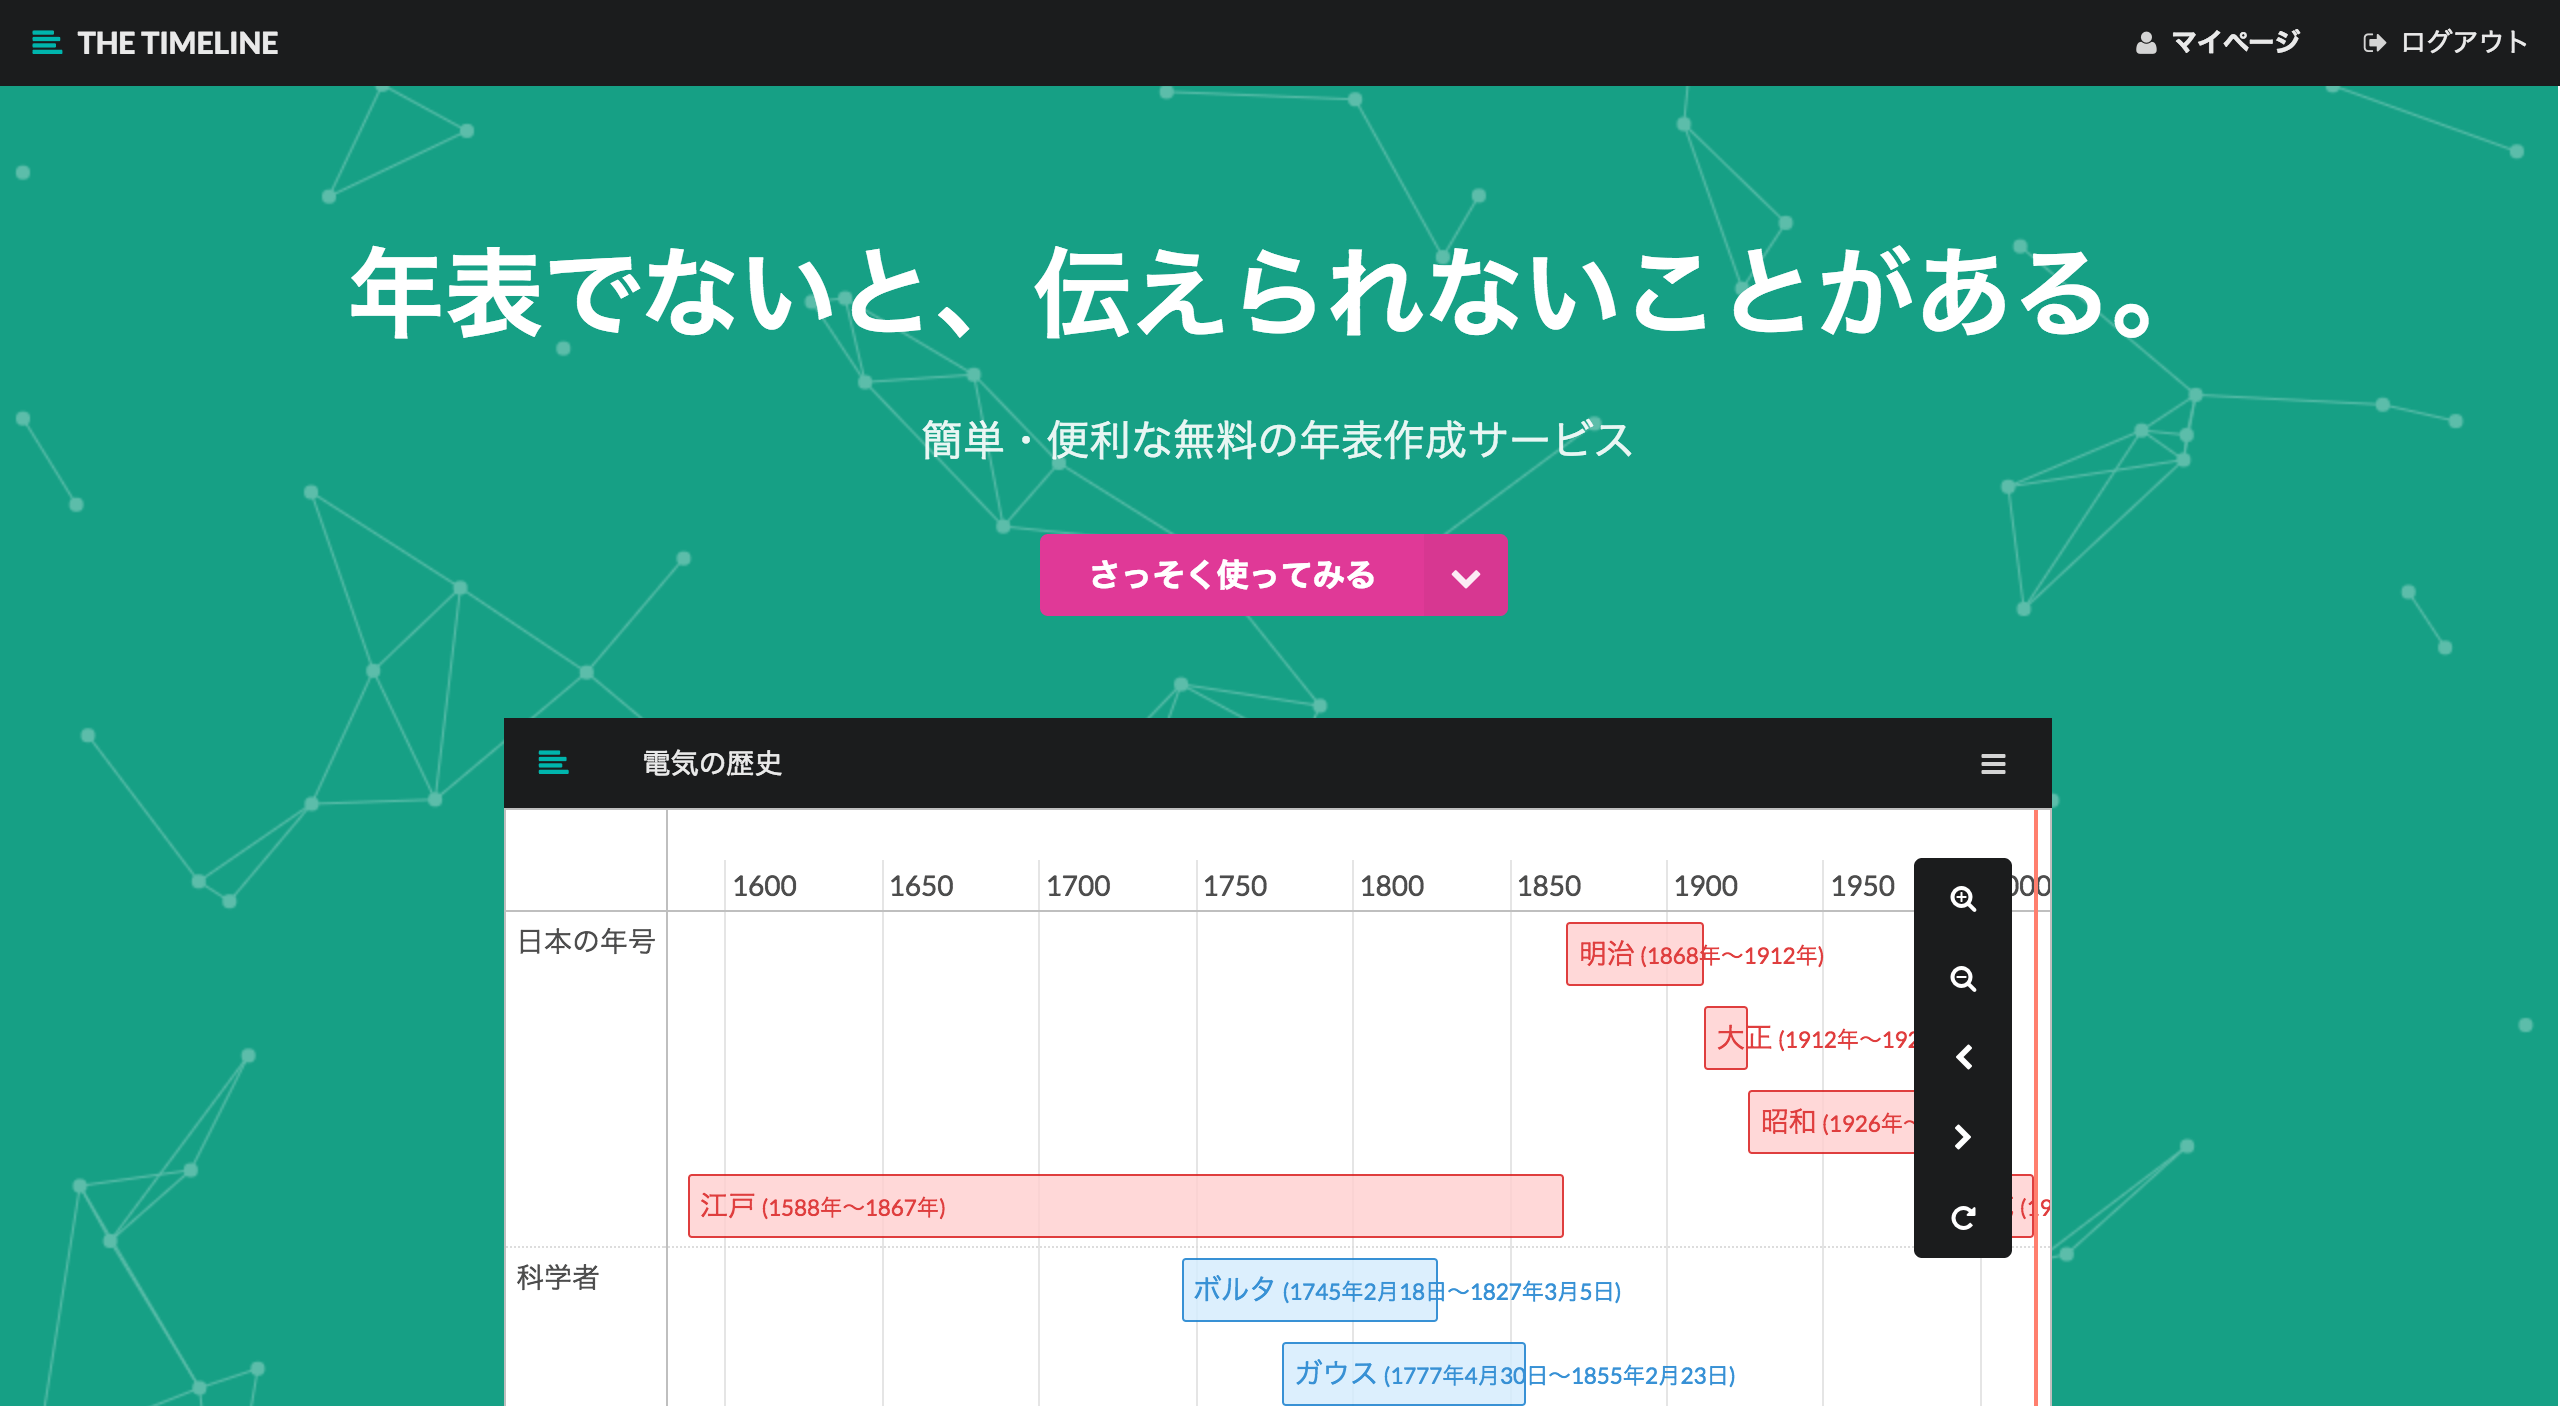 THE TIMELINE
マイページ
ログアウト
年表でないと、伝えられないことがある。
簡単・便利な無料の年表作成サービス
さっそく使ってみる
電気の歴史
1600 1650 1700 1750 1800 1850 1900 1950 000
日本の年号
明治 (1868年〜1912年)
大正 (1912年〜192
昭和 (1926年〜
江戸 (1588年〜1867年)
(19
科学者
ボルタ (1745年2月18日〜1827年3月5日)
ガウス (1777年4月30日〜1855年2月23日)